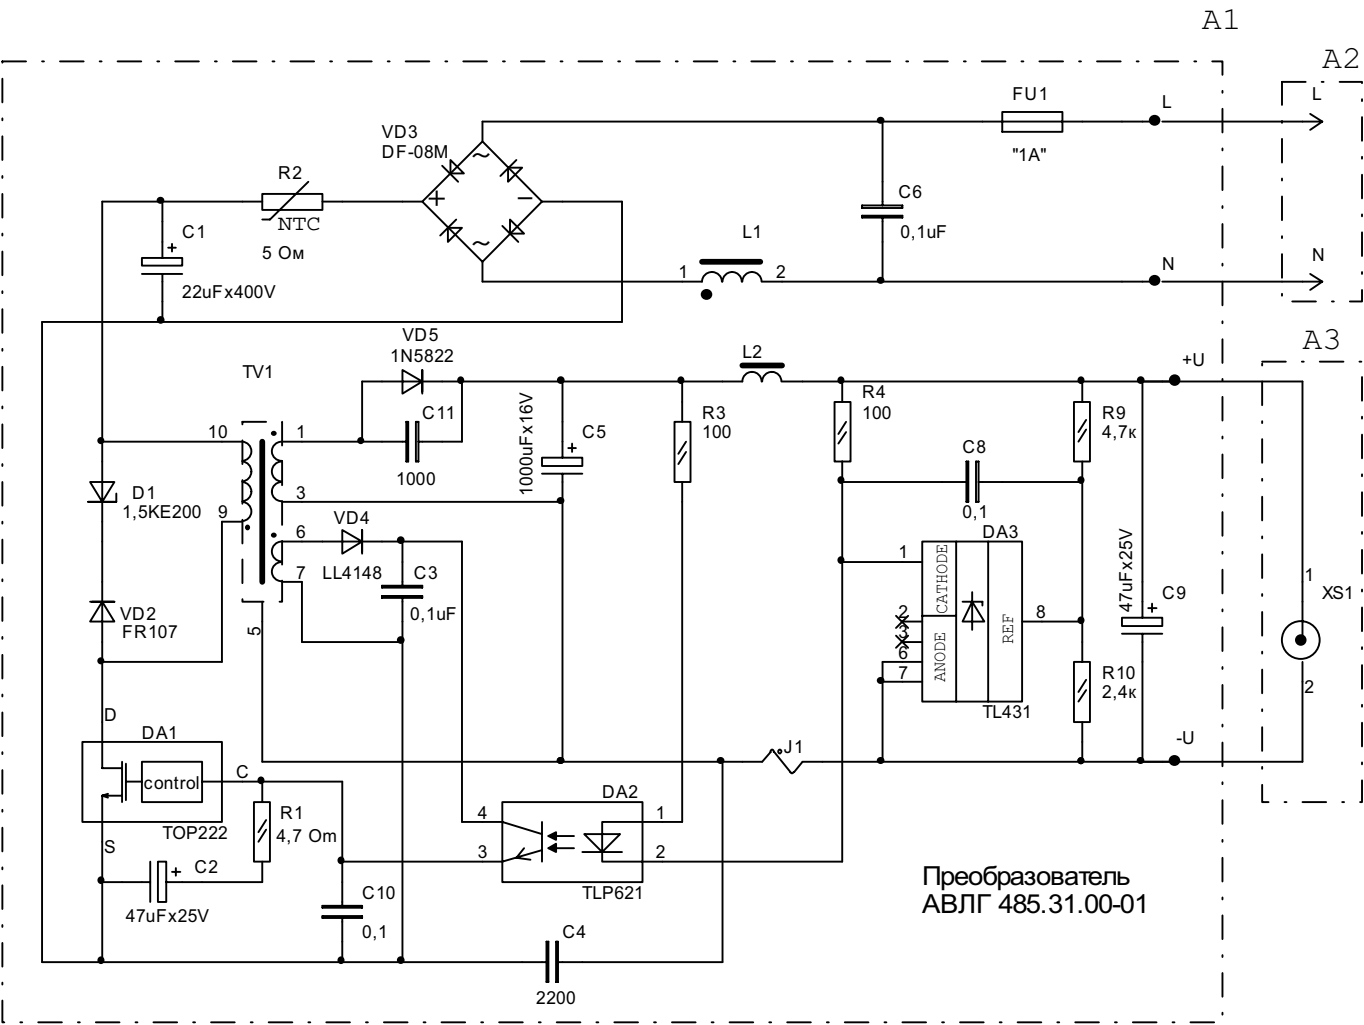 A1
A2
FU1
L
L
"1A"
VD3
DF-08M
~
+
−
~
R2
NTC
5 Ом
C6
0,1uF
C1
+
22uFx400V
L1
1
2
N
N
A3
VD5
1N5822
L2
+U
TV1
C11
1000
1000uFx16V
C5
+
R3
100
R4
100
C8
0,1
R9
4,7к
10
1
3
D1
1,5KE200
9
6
7
5
VD4
LL4148
C3
0,1uF
VD2
FR107
DA3
1
2
3
6
7
CATHODE
ANODE
REF
8
TL431
47uFx25V
+
C9
R10
2,4к
1
XS1
2
D
DA1
control
C
TOP222
S
R1
4,7 Om
J1
-U
DA2
4
3
1
2
TLP621
C2
+
47uFx25V
C10
0,1
C4
2200
Преобразователь
АВЛГ 485.31.00-01